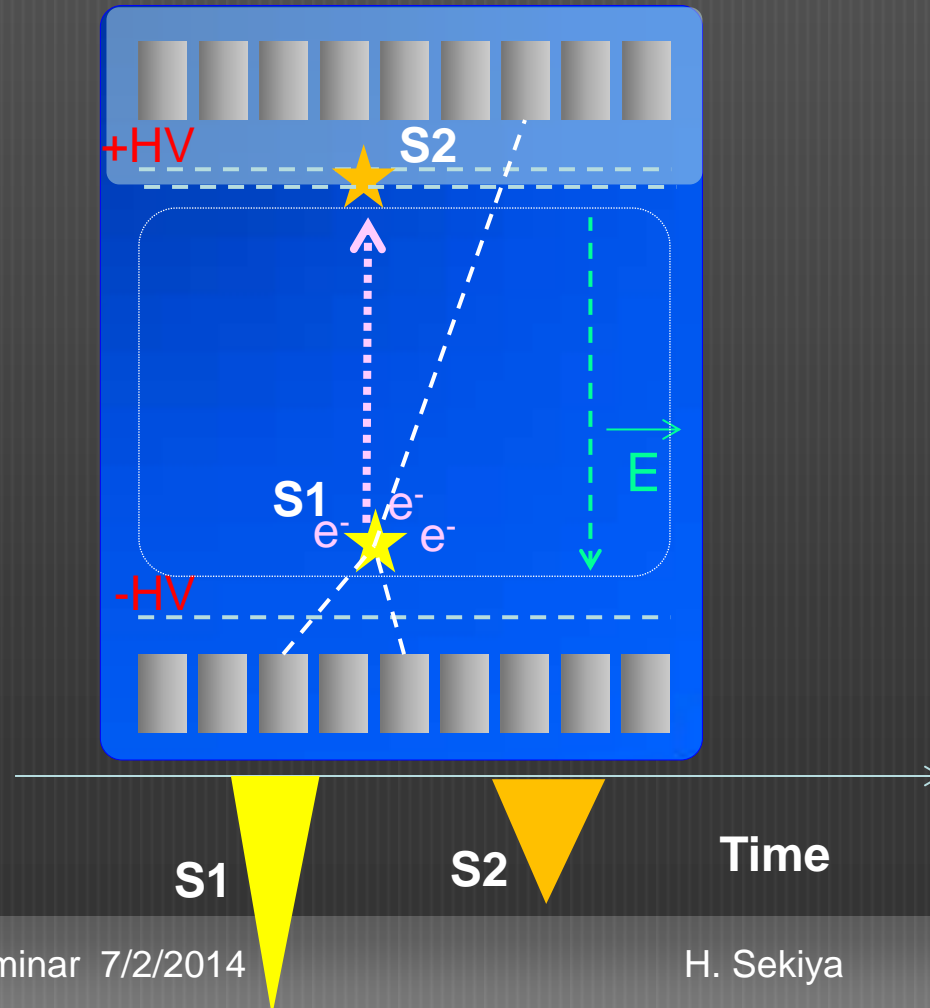 +HV
S2
S1
e-
e-
e-
E
-HV
S1
S2
Time
minar 7/2/2014
H. Sekiya